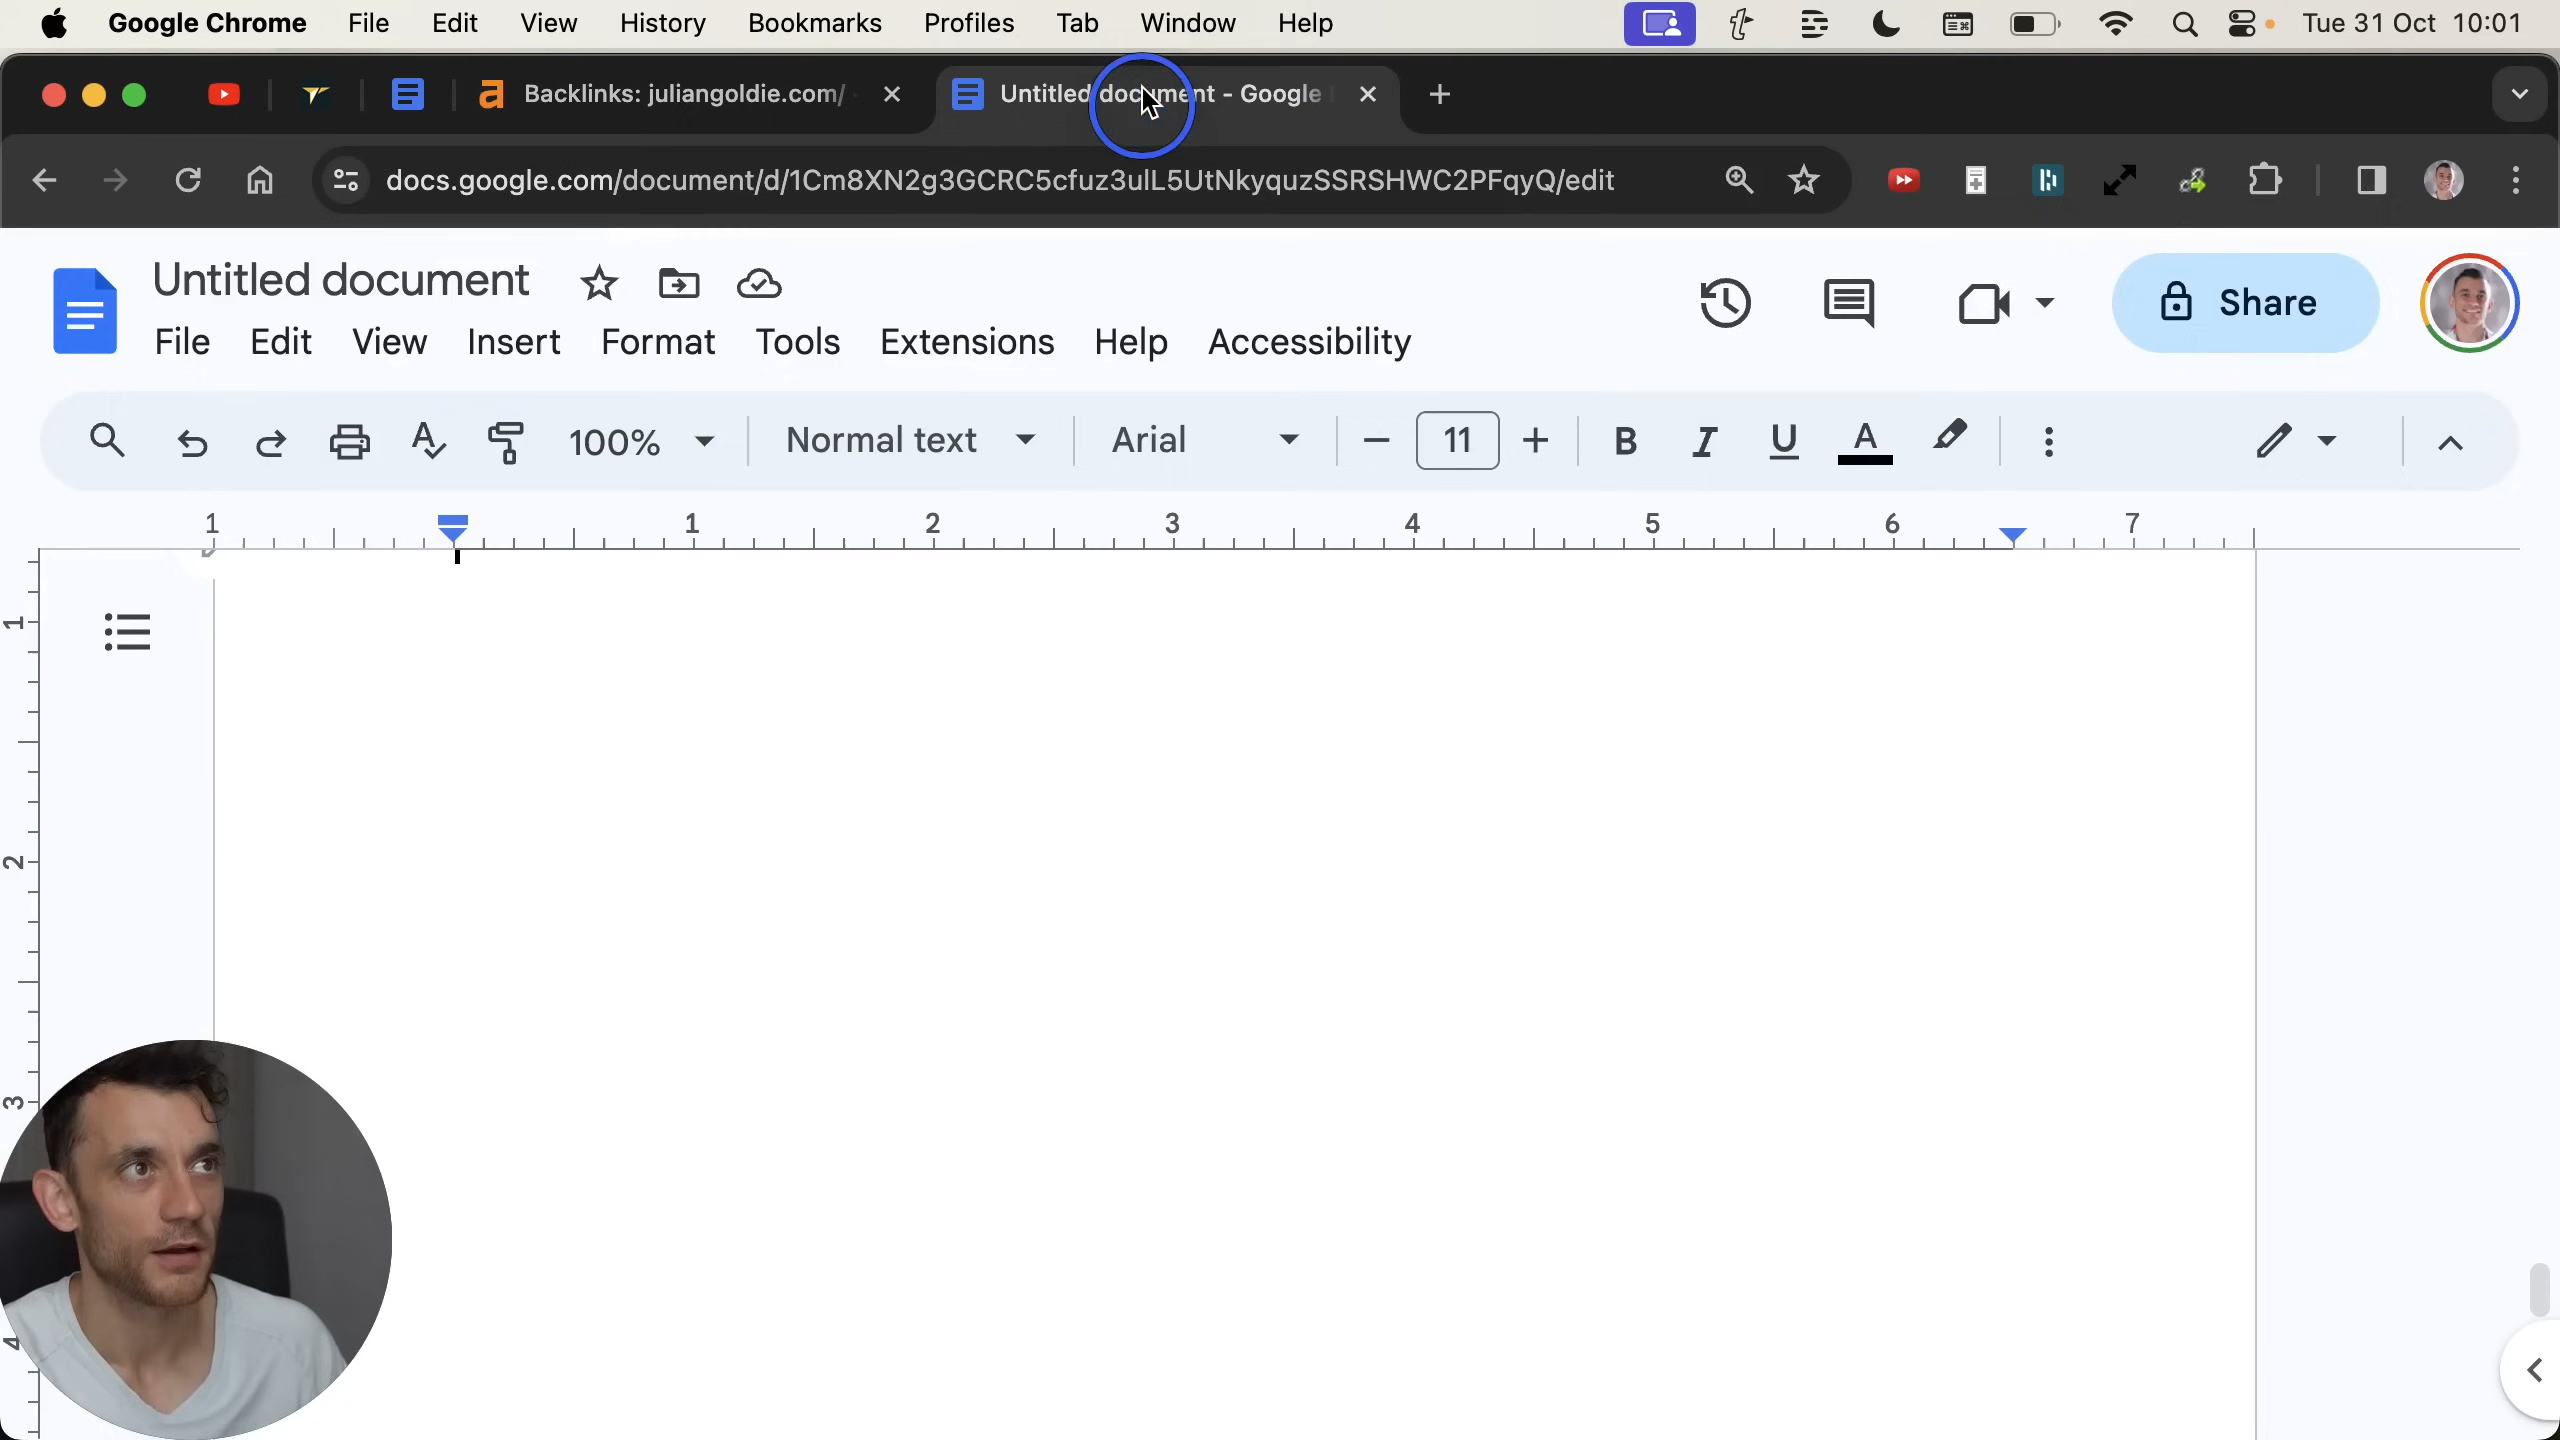 Google Chrome File Edit View History Bookmarks Profiles Tab Window Help Tue 31 Oct 10:01
Backlinks: juliangoldie.com/ Untitled document - Google
docs.google.com/document/d/1Cm8XN2g3GCRC5cfuz3ulL5UtNkyquzSSRSHWC2PFqyQ/edit
Untitled document
Share
File Edit View Insert Format Tools Extensions Help Accessibility
100% Normal text Arial 11 B I U A
1 1 2 3 4 5 6 7
1
2
3
4